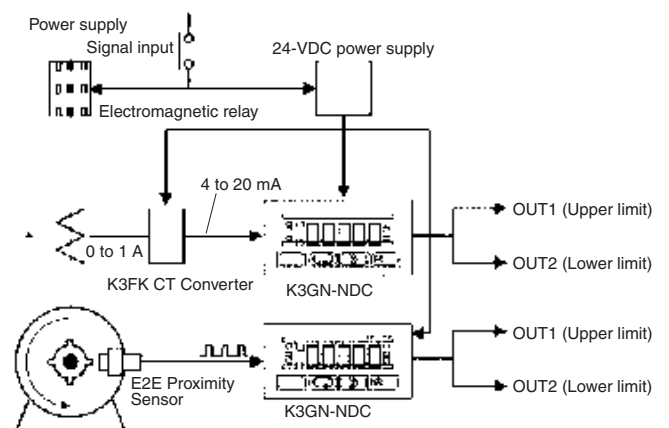 Power supply
Signal input
24-VDC power supply
Electromagnetic relay
4 to 20 mA
0 to 1 A
K3FK CT Converter
K3GN-NDC
OUT1 (Upper limit)
OUT2 (Lower limit)
E2E Proximity
Sensor
K3GN-NDC
OUT1 (Upper limit)
OUT2 (Lower limit)